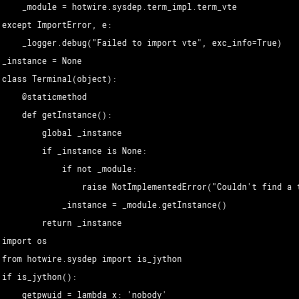 _module = hotwire.sysdep.term_impl.term_vte
except ImportError, e:
_logger.debug("Failed to import vte", exc_info=True)
_instance = None
class Terminal(object):
@staticmethod
def getInstance():
global _instance
if _instance is None:
if not _module:
raise NotImplementedError("Couldn't find a
_instance = _module.getInstance()
return _instance
import os
from hotwire.sysdep import is_jython
if is_jython():
getpwuid = lambda x: 'nobody'